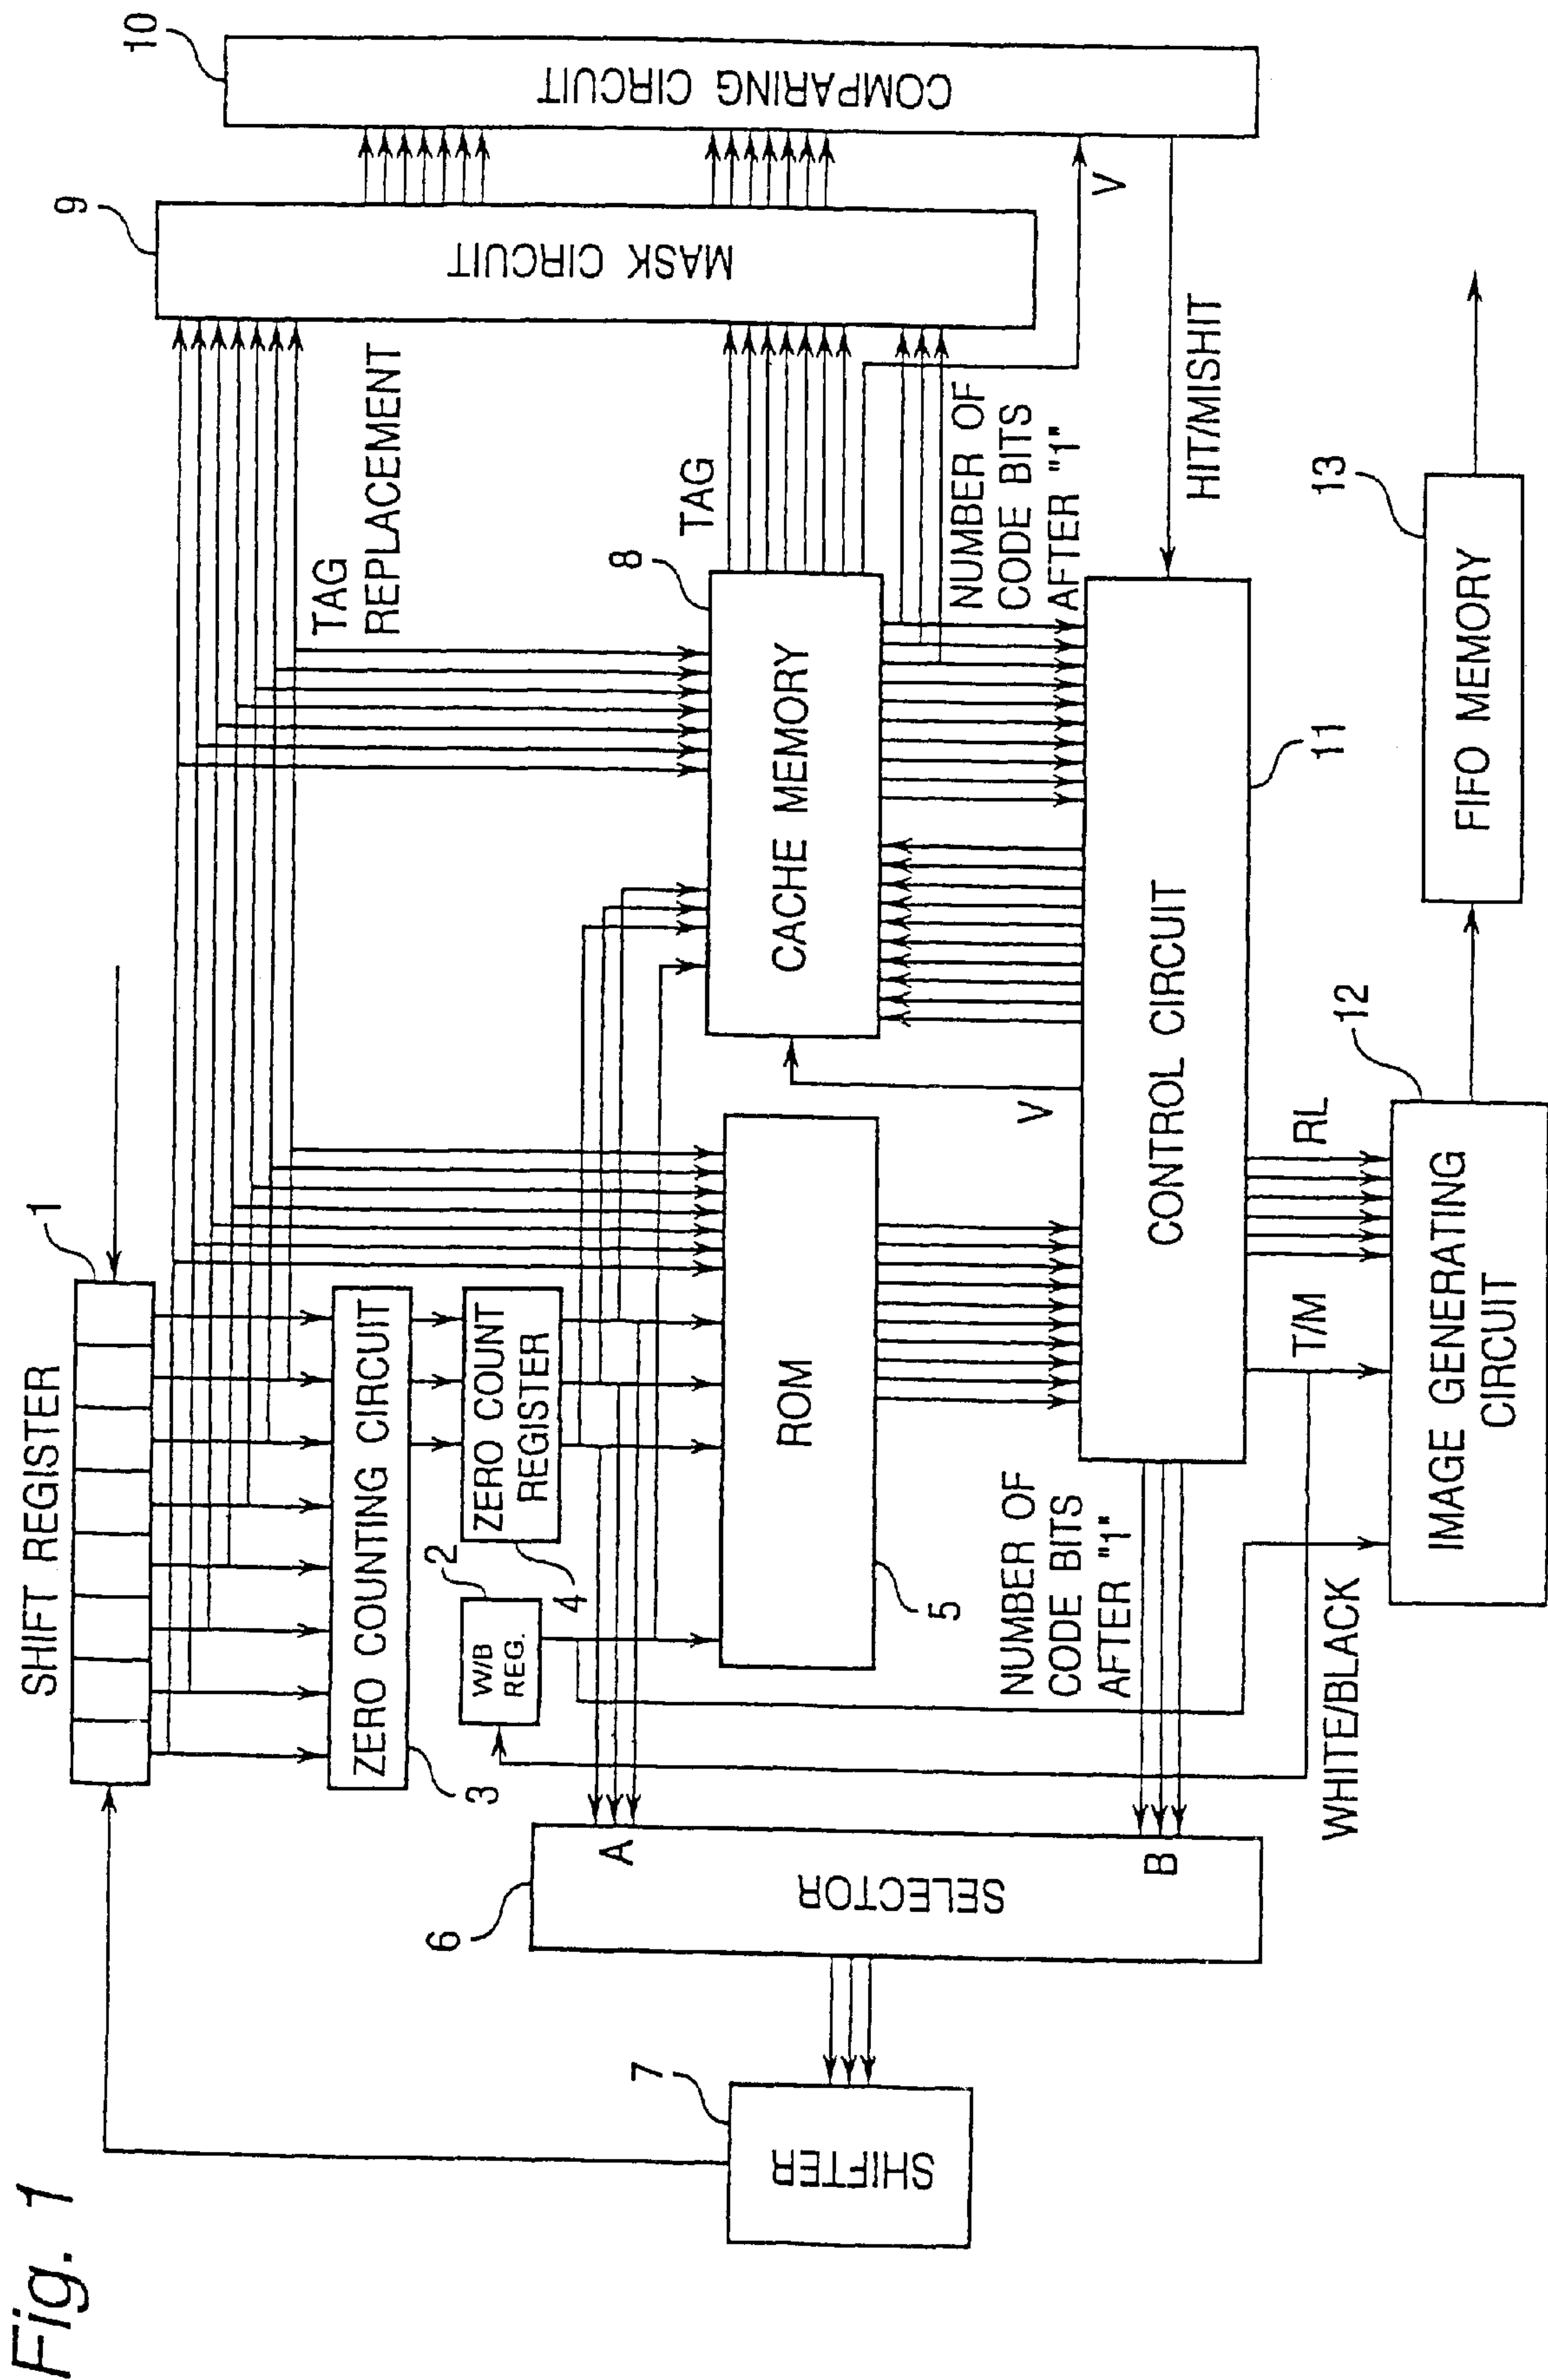 Fig. 1
SHIFT REGISTER
1
ZERO COUNTING CIRCUIT
3
ZERO COUNT
REGISTER
4
W/B
REG.
2
ROM
5
SELECTOR
A
B
6
SHIFTER
7
CACHE MEMORY
8
TAG
REPLACEMENT
TAG
MASK CIRCUIT
9
COMPARING CIRCUIT
10
V
HIT/MISHIT
NUMBER OF
CODE BITS
AFTER "1"
V
CONTROL CIRCUIT
11
NUMBER OF
CODE BITS
AFTER "1"
WHITE/BLACK
T/M
RL
IMAGE GENERATING
CIRCUIT
12
FIFO MEMORY
13